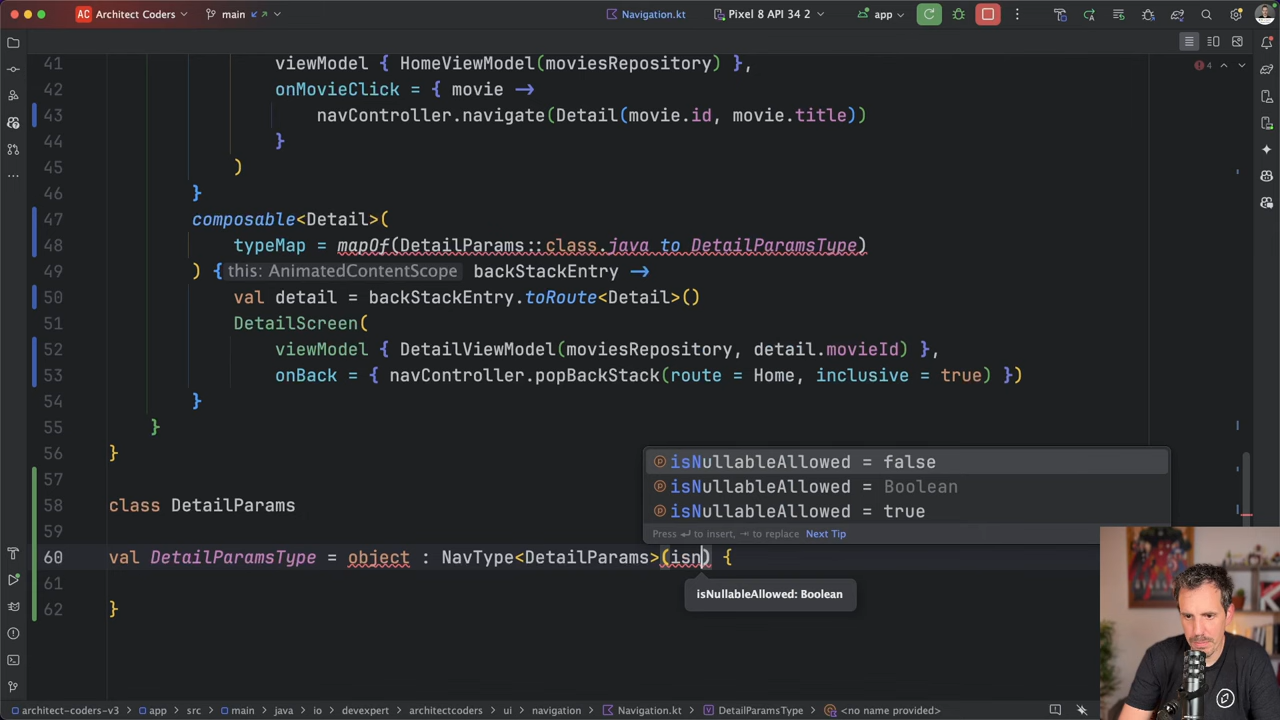 AC Architect Coders main Navigation.kt Pixel 8 API 34 2 app
41 viewModel { HomeViewModel(moviesRepository) }, 4
42 onMovieClick = { movie ->
43 navController.navigate(Detail(movie.id, movie.title))
44 }
45 )
46 }
47 composable<Detail>(
48 typeMap = mapOf(DetailParams::class.java to DetailParamsType)
49 ) { this: AnimatedContentScope backStackEntry ->
50 val detail = backStackEntry.toRoute<Detail>()
51 DetailScreen(
52 viewModel { DetailViewModel(moviesRepository, detail.movieId) },
53 onBack = { navController.popBackStack(route = Home, inclusive = true) })
54 }
55 }
56 }
57
58 class DetailParams
59
60 val DetailParamsType = object : NavType<DetailParams>(isn) {
61
62 }
isNullableAllowed = false
isNullableAllowed = Boolean
isNullableAllowed = true
Press ↵ to insert, ⇥ to replace Next Tip
isNullableAllowed: Boolean
architect-coders-v3 > app > src > main > java > io > devexpert > architectcoders > ui > navigation > Navigation.kt > DetailParamsType > <no name provided>